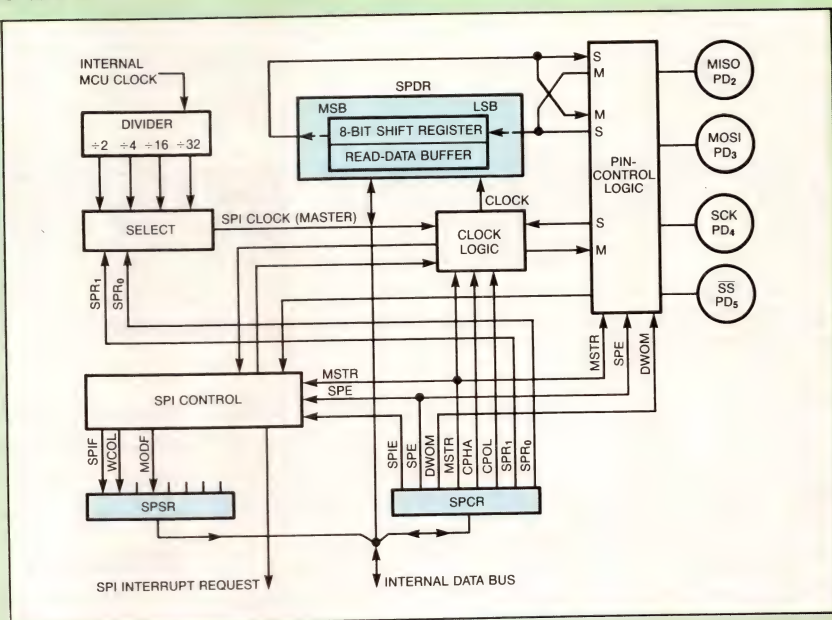 INTERNAL
MCU CLOCK
DIVIDER
÷2 ÷4 ÷16 ÷32
SELECT
SPR1
SPR0
SPI CLOCK (MASTER)
SPDR
MSB LSB
8-BIT SHIFT REGISTER
READ-DATA BUFFER
CLOCK
CLOCK
LOGIC
S
M
M
S
PIN-
CONTROL
LOGIC
S
M
MISO
PD2
MOSI
PD3
SCK
PD4
SS
PD5
MSTR
SPE
DWOM
SPI CONTROL
MSTR
SPE
SPIF
WCOL
MODF
SPSR
SPIE
SPE
DWOM
MSTR
CPHA
CPOL
SPR1
SPR0
SPCR
SPI INTERRUPT REQUEST
INTERNAL DATA BUS